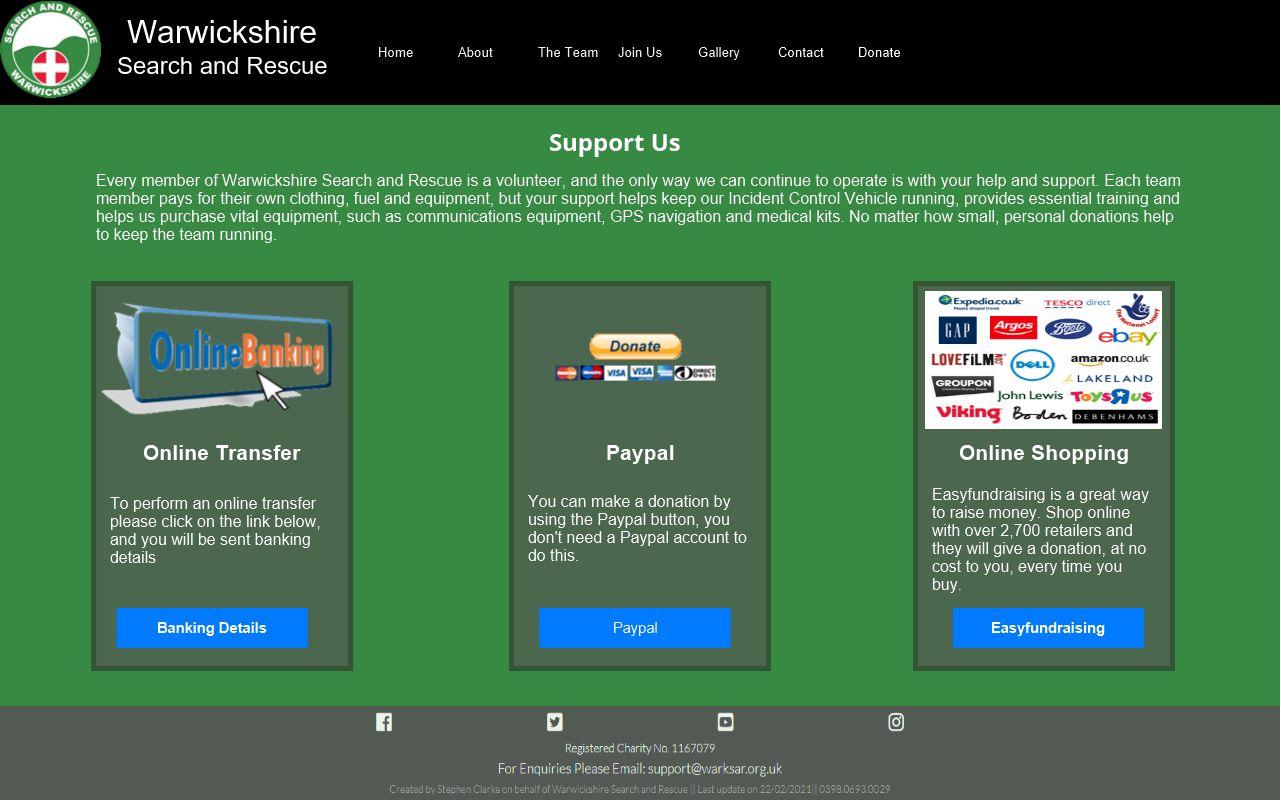 SEARCH AND RESCUE
WARWICKSHIRE
Warwickshire
Search and Rescue
Home
About
The Team
Join Us
Gallery
Contact
Donate
Support Us
Every member of Warwickshire Search and Rescue is a volunteer, and the only way we can continue to operate is with your help and support. Each team
member pays for their own clothing, fuel and equipment, but your support helps keep our Incident Control Vehicle running, provides essential training and
helps us purchase vital equipment, such as communications equipment, GPS navigation and medical kits. No matter how small, personal donations help
to keep the team running.
OnlineBanking
Online Transfer
To perform an online transfer
please click on the link below,
and you will be sent banking
details
Banking Details
Donate
VISA
VISA
DIRECT
Debit
Paypal
You can make a donation by
using the Paypal button, you
don't need a Paypal account to
do this.
Paypal
Expedia.co.uk
People shaped travel.
TESCO direct
The National Lottery
GAP
Argos
Boots
ebay
LOVEFiLM
DELL
amazon.co.uk
GROUPON
LAKELAND
John Lewis
TOYSRUS
Viking
Boden
DEBENHAMS
Online Shopping
Easyfundraising is a great way
to raise money. Shop online
with over 2,700 retailers and
they will give a donation, at no
cost to you, every time you
buy.
Easyfundraising
Registered Charity No. 1167079
For Enquiries Please Email: support@warksar.org.uk
Created by Stephen Clarke on behalf of Warwickshire Search and Rescue || Last update on 22/02/2021|| 0398.0693.0029